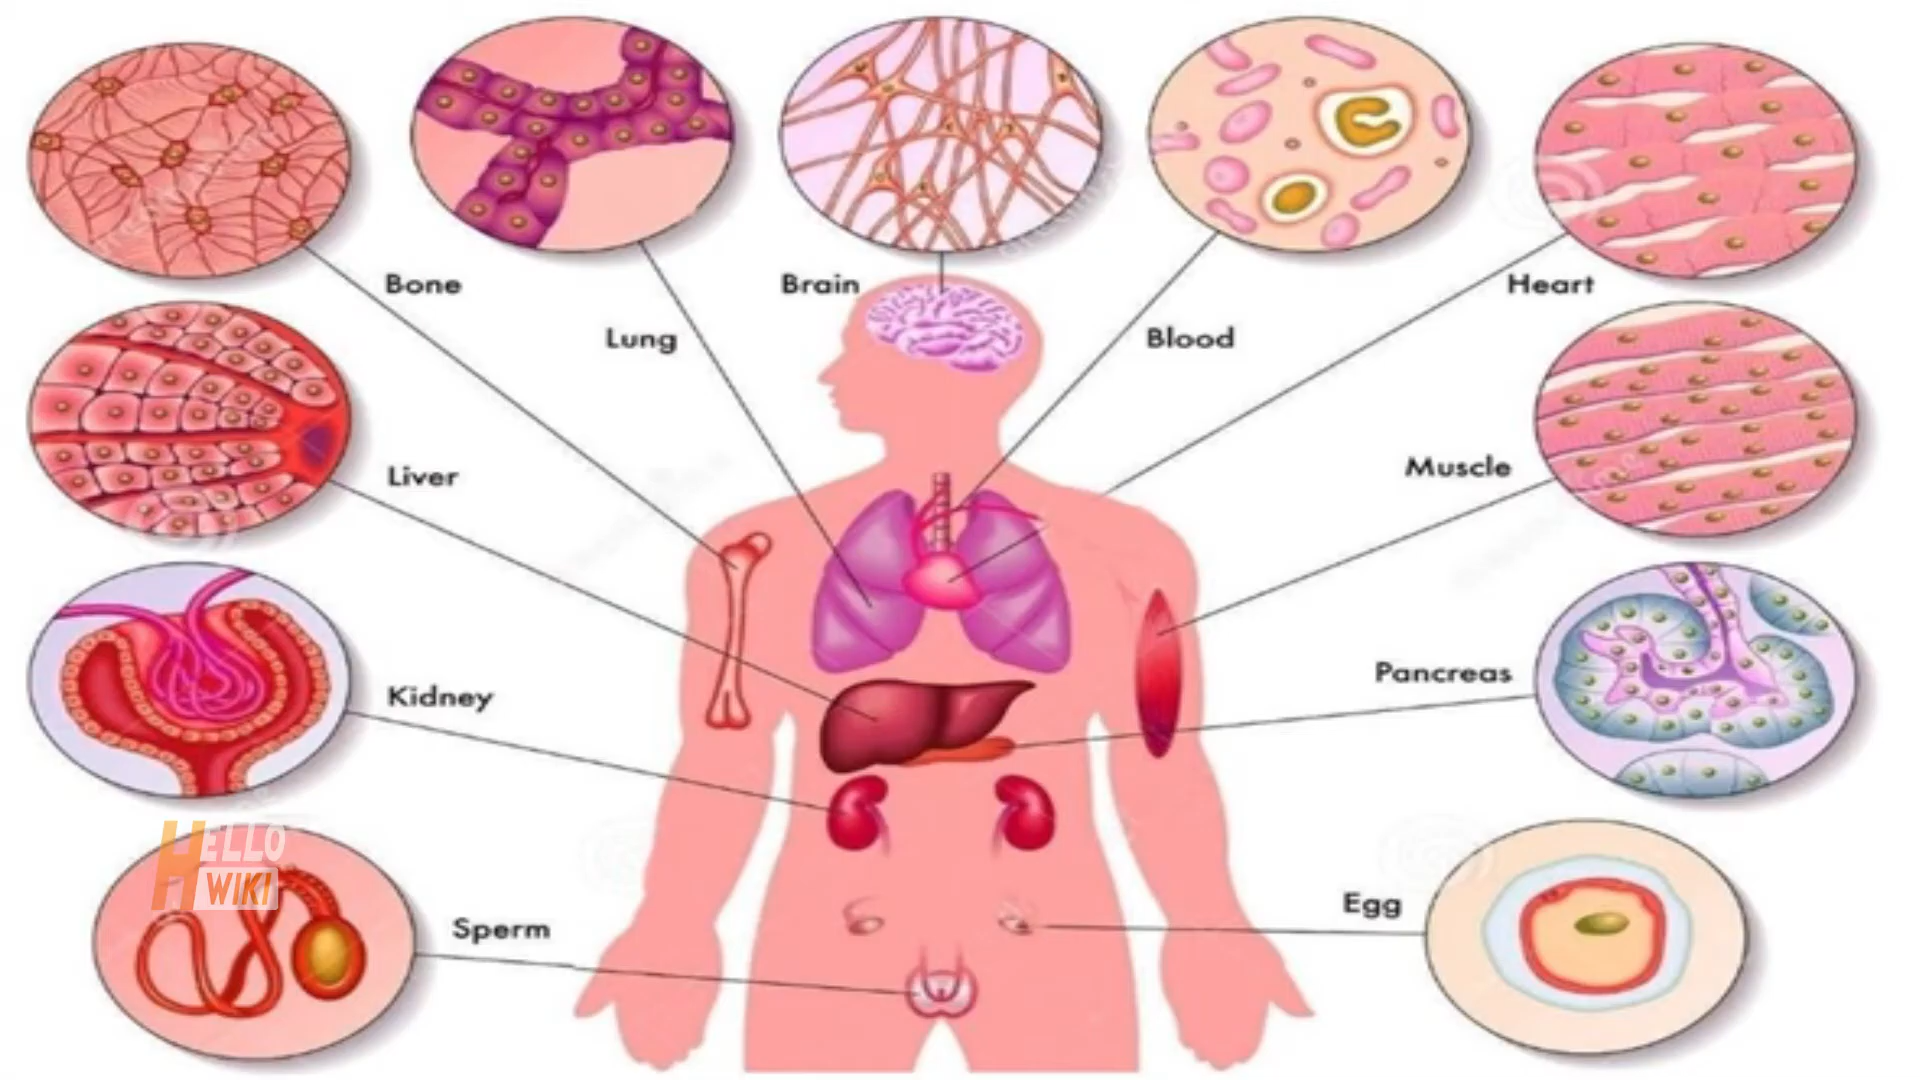 Bone
Brain
Heart
Lung
Blood
Liver
Muscle
Pancreas
Kidney
HELLO
WIKI
Egg
Sperm